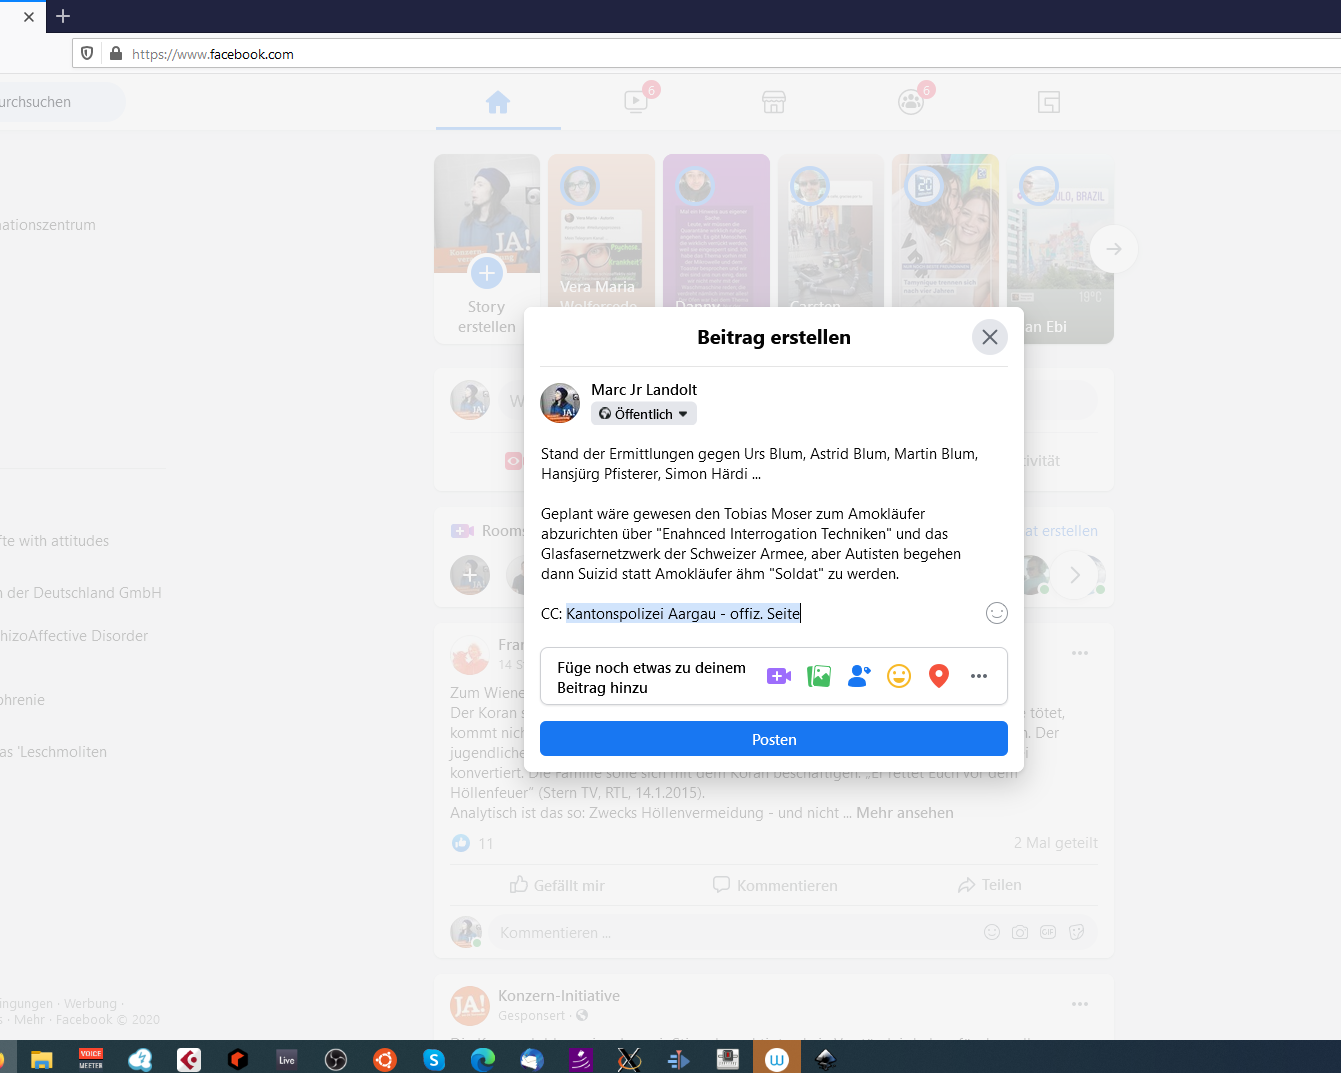 https://www.facebook.com
urchsuchen
6
6
nationszentrum
JA!
Story
erstellen
Vera Maria
Danny
Carsten
19°C
an Ebi
Beitrag erstellen
Marc Jr Landolt
Öffentlich
W
ivität
Stand der Ermittlungen gegen Urs Blum, Astrid Blum, Martin Blum,
Hansjürg Pfisterer, Simon Härdi ...
Geplant wäre gewesen den Tobias Moser zum Amokläufer
abzurichten über "Enahnced Interrogation Techniken" und das
Glasfasernetzwerk der Schweizer Armee, aber Autisten begehen
dann Suizid statt Amokläufer ähm "Soldat" zu werden.
CC: Kantonspolizei Aargau - offiz. Seite
Füge noch etwas zu deinem
Beitrag hinzu
Posten
Rooms
at erstellen
fte with attitudes
n der Deutschland GmbH
hizoAffective Disorder
phrenie
as 'Leschmoliten
Fran
14 S
Zum Wiene
Der Koran s
e tötet,
kommt nich
n. Der
jugendliche
ei
konvertiert. Die Familie solle sich mit dem Koran beschäftigen. „Er rettet Euch vor dem
Höllenfeuer" (Stern TV, RTL, 14.1.2015).
Analytisch ist das so: Zwecks Höllenvermeidung - und nicht ... Mehr ansehen
11
2 Mal geteilt
Gefällt mir
Kommentieren
Teilen
Kommentieren ...
GIF
JA!
Konzern-Initiative
Gesponsert ·
ingungen · Werbung ·
s · Mehr · Facebook © 2020
VOICE
MEETER
Live